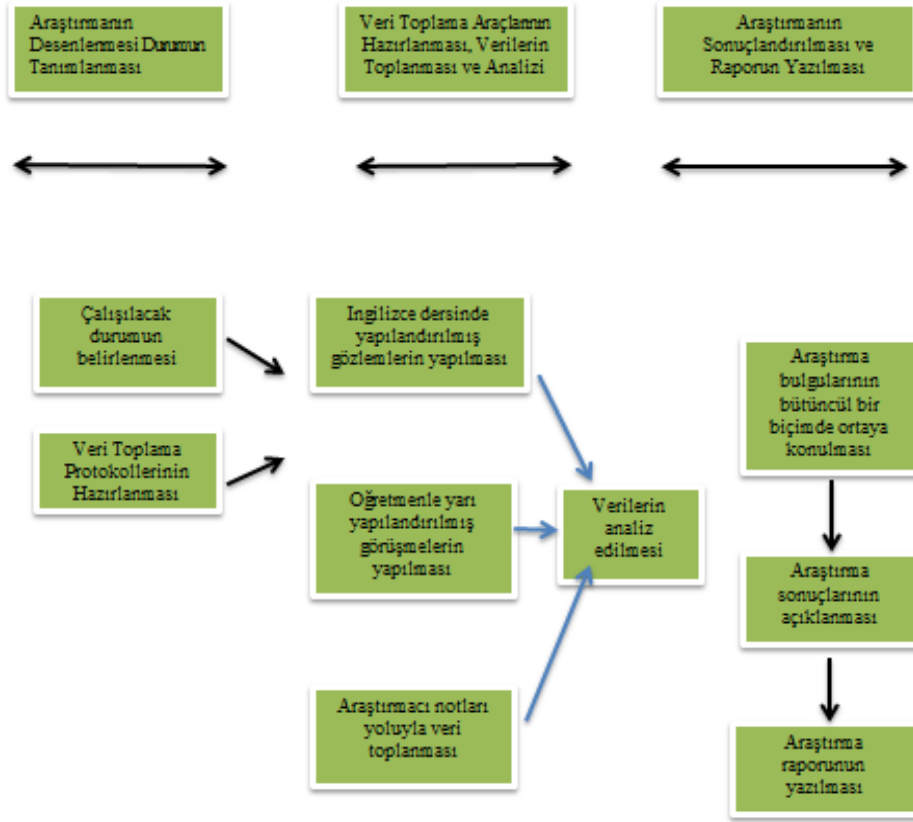 Araştırmanın
Desenlenmesi Durumun
Tanımlanması
Veri Toplama Araçlarının
Hazırlanması, Verilerin
Toplanması ve Analizi
Araştırmanın
Sonuçlandırılması ve
Raporun Yazılması
Çalışılacak
durumun
belirlenmesi
Veri Toplama
Protokollerinin
Hazırlanması
Ingilizce dersinde
yapılandırılmış
gözlemlerin yapılması
Oğretmenle yarı
yapılandırılmış
görüşmelerin
yapılması
Araştırmacı notları
yoluyla veri
toplanması
Verilerin
analiz
edilmesi
Araştırma
bulgularının
bütüncül bir
biçimde ortaya
konulması
Araştırma
sonuçlarının
açıklanması
Araştırma
raporunun
yazılması